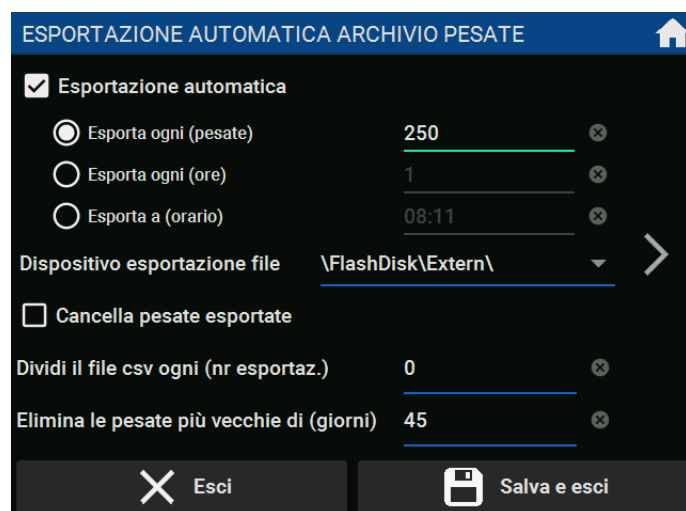 ESPORTAZIONE AUTOMATICA ARCHIVIO PESATE
Esportazione automatica
Esporta ogni (pesate) 250
Esporta ogni (ore) 1
Esporta a (orario) 08:11
Dispositivo esportazione file \FlashDisk\Extern\
Cancella pesate esportate
Dividi il file csv ogni (nr esportaz.) 0
Elimina le pesate più vecchie di (giorni) 45
Esci Salva e esci